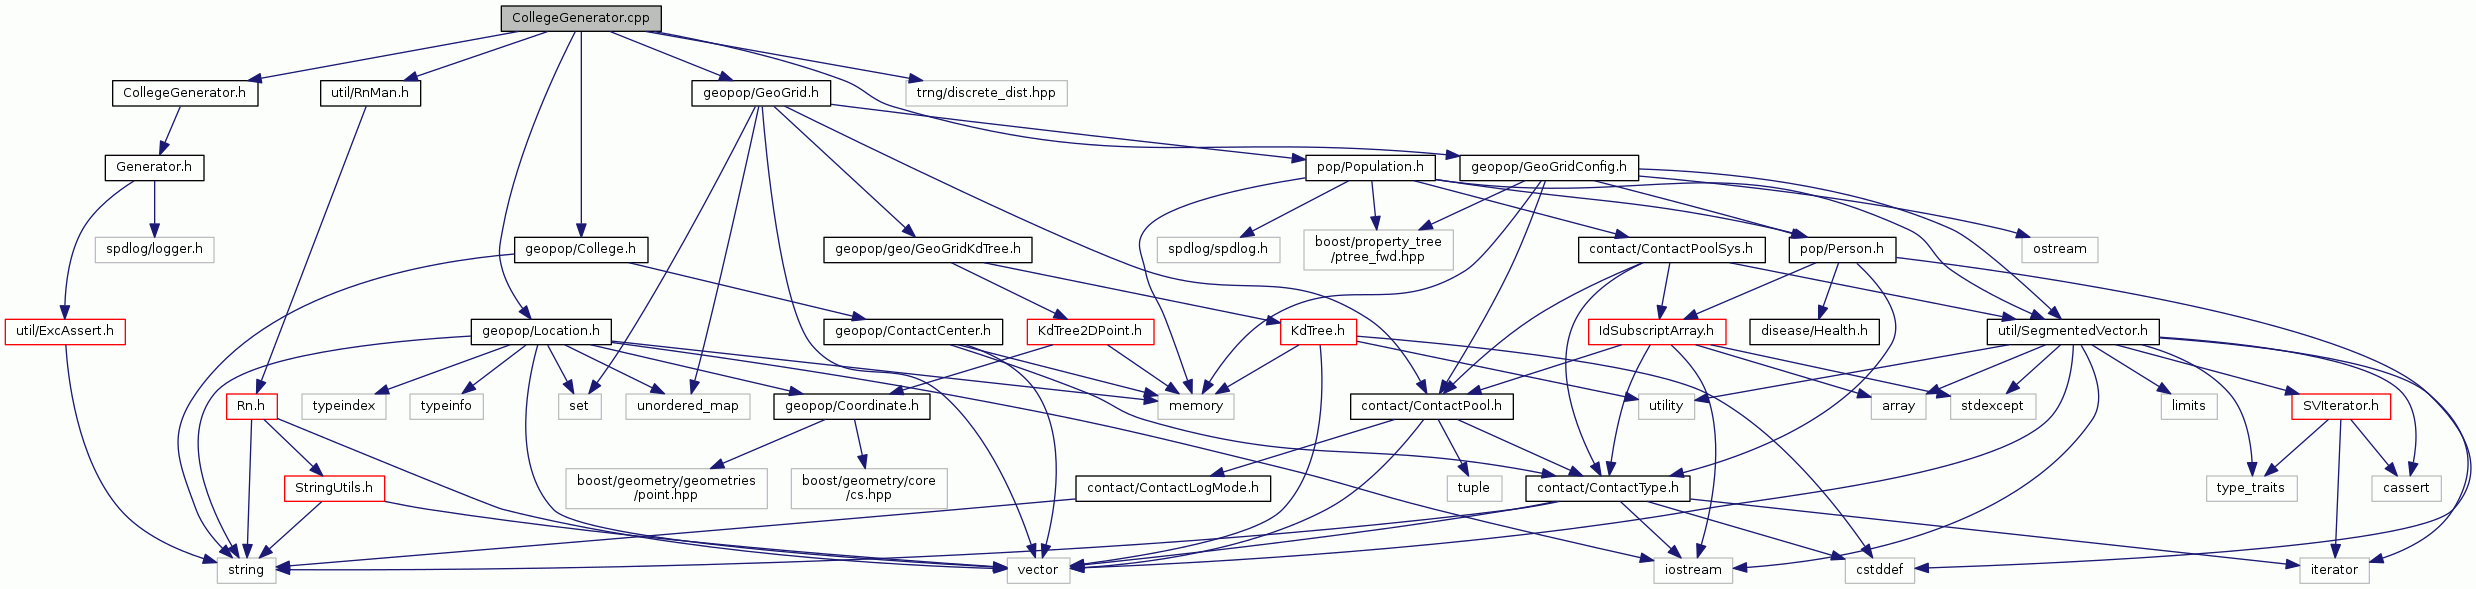 CollegeGenerator.cpp
CollegeGenerator.h
util/RnMan.h
geopop/GeoGrid.h
trng/discrete_dist.hpp
Generator.h
pop/Population.h
geopop/GeoGridConfig.h
spdlog/logger.h
geopop/College.h
geopop/geo/GeoGridKdTree.h
spdlog/spdlog.h
boost/property_tree
/ptree_fwd.hpp
contact/ContactPoolSys.h
pop/Person.h
ostream
util/ExcAssert.h
geopop/Location.h
geopop/ContactCenter.h
KdTree2DPoint.h
KdTree.h
IdSubscriptArray.h
disease/Health.h
util/SegmentedVector.h
Rn.h
typeindex
typeinfo
set
unordered_map
geopop/Coordinate.h
memory
contact/ContactPool.h
utility
array
stdexcept
limits
SVIterator.h
StringUtils.h
boost/geometry/geometries
/point.hpp
boost/geometry/core
/cs.hpp
contact/ContactLogMode.h
tuple
contact/ContactType.h
type_traits
cassert
string
vector
iostream
cstddef
iterator